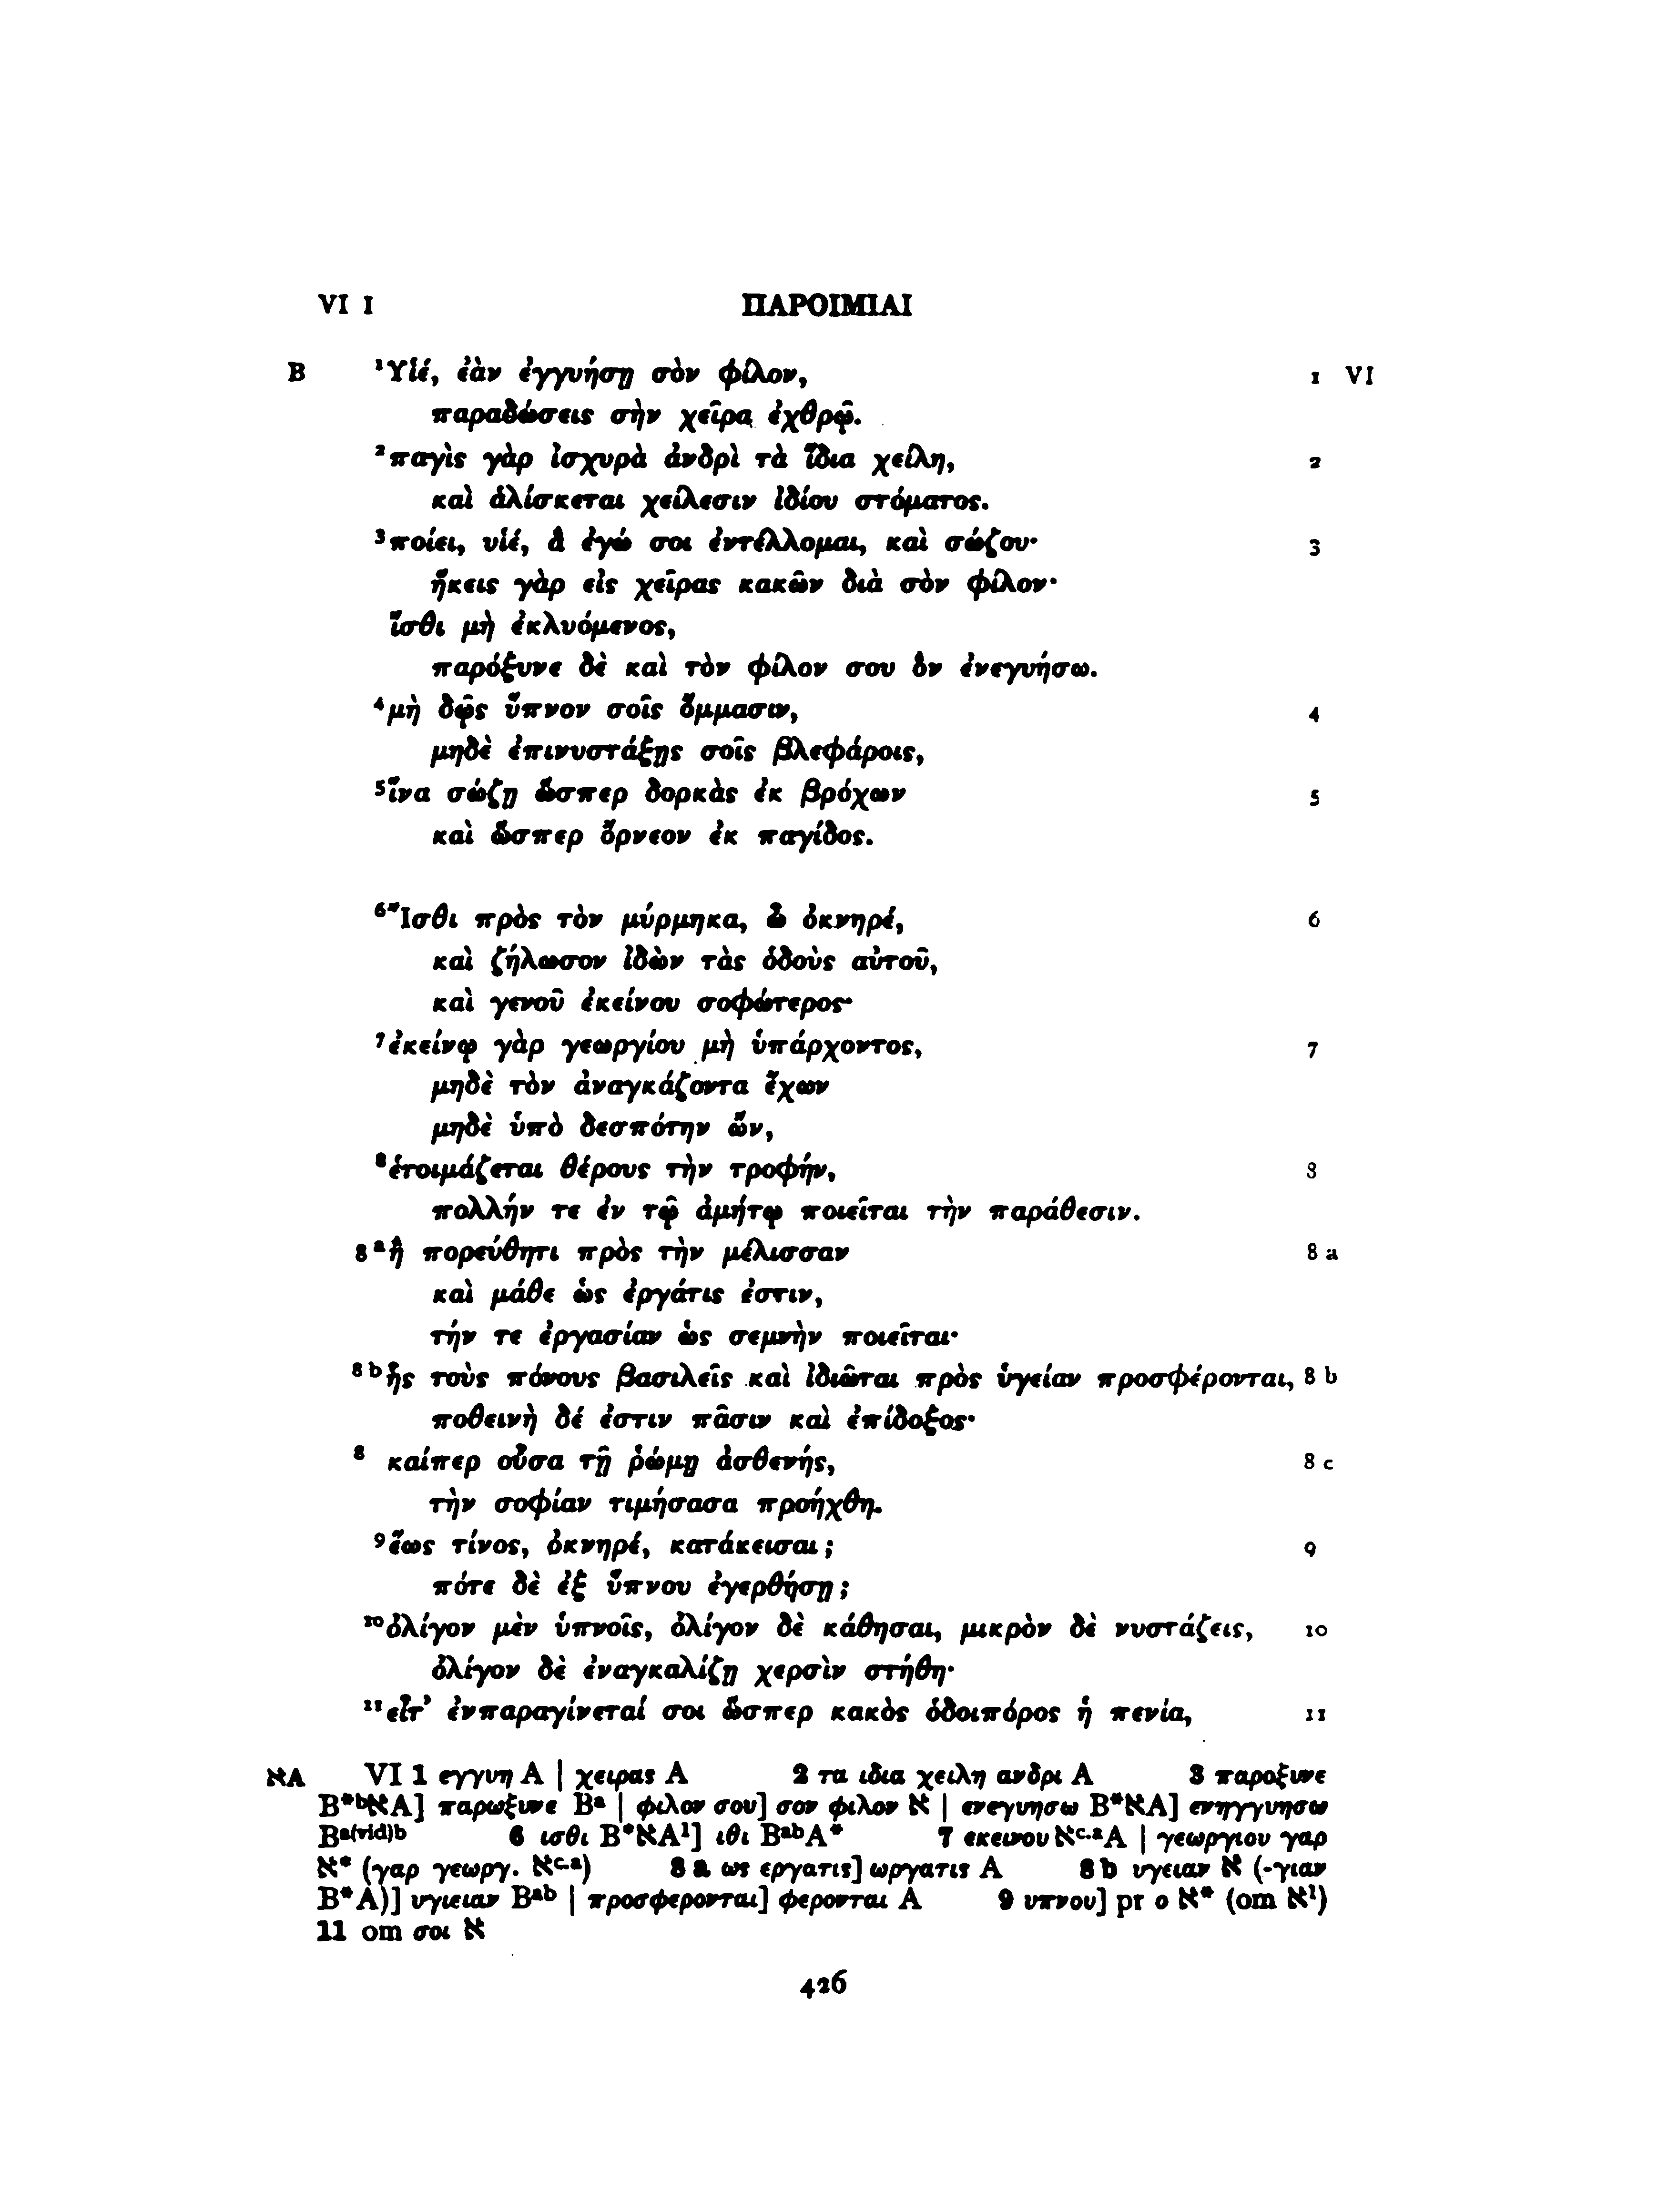 VI 1 ΠΑΡΟΙΜΙΑΙ
B ¹Υἱέ, ἐὰν ἐγγυήσῃ σὸν φίλον, 1 VI
παραδώσεις σὴν χεῖρα ἐχθρῷ.
²παγὶς γὰρ ἰσχυρὰ ἀνδρὶ τὰ ἴδια χείλη, 2
καὶ ἁλίσκεται χείλεσιν ἰδίου στόματος.
³ποίει, υἱέ, ἃ ἐγώ σοι ἐντέλλομαι, καὶ σώζου· 3
ἥκεις γὰρ εἰς χεῖρας κακῶν διὰ σὸν φίλον·
ἴσθι μὴ ἐκλυόμενος,
παρόξυνε δὲ καὶ τὸν φίλον σου ὃν ἐνεγυήσω.
⁴μὴ δῷς ὕπνον σοῖς ὄμμασιν, 4
μηδὲ ἐπινυστάξῃς σοῖς βλεφάροις,
⁵ἵνα σώζῃ ὥσπερ δορκὰς ἐκ βρόχων 5
καὶ ὥσπερ ὄρνεον ἐκ παγίδος.
⁶Ἴσθι πρὸς τὸν μύρμηκα, ὦ ὀκνηρέ, 6
καὶ ζήλωσον ἰδὼν τὰς ὁδοὺς αὐτοῦ,
καὶ γενοῦ ἐκείνου σοφώτερος·
⁷ἐκείνῳ γὰρ γεωργίου μὴ ὑπάρχοντος, 7
μηδὲ τὸν ἀναγκάζοντα ἔχων
μηδὲ ὑπὸ δεσπότην ὤν,
⁸ἑτοιμάζεται θέρους τὴν τροφήν, 8
πολλήν τε ἐν τῷ ἀμήτῳ ποιεῖται τὴν παράθεσιν.
8ᵃἢ πορεύθητι πρὸς τὴν μέλισσαν 8 a
καὶ μάθε ὡς ἐργάτις ἐστιν,
τήν τε ἐργασίαν ὡς σεμνὴν ποιεῖται·
⁸ᵇἧς τοὺς πόνους βασιλεῖς καὶ ἰδιῶται πρὸς ὑγείαν προσφέρονται, 8 b
ποθεινὴ δέ ἐστιν πᾶσιν καὶ ἐπίδοξος·
⁸ καίπερ οὖσα τῇ ῥώμῃ ἀσθενής, 8 c
τὴν σοφίαν τιμήσασα προήχθη.
⁹ἕως τίνος, ὀκνηρέ, κατάκεισαι; 9
πότε δὲ ἐξ ὕπνου ἐγερθήσῃ;
¹⁰ὀλίγον μὲν ὑπνοῖς, ὀλίγον δὲ κάθησαι, μικρὸν δὲ νυστάζεις, 10
ὀλίγον δὲ ἐναγκαλίζῃ χερσὶν στήθη·
¹¹εἶτ’ ἐνπαραγίνεταί σοι ὥσπερ κακὸς ὁδοιπόρος ἡ πενία, 11
אA VI 1 εγγυη A | χειρας A 2 τα ιδια χειλη ανδρι A 3 παροξυνε
B*ᵇאA] παρωξυνε Bᵃ | φιλον σου] σον φιλον א | ενεγυησω B*אA] ενηγγυησω
Bᵃ⁽ᵛⁱᵈ⁾ᵇ 6 ισθι B*אA¹] ιθι BᵃᵇA* 7 εκεινου אᶜ·ᵃA | γεωργιου γαρ
א* (γαρ γεωργ. אᶜ·ᵃ) 8 a ως εργατις] ωργατις A 8 b υγειαν א (-γιαν
B*A)] υγιειαν Bᵃᵇ | προσφερονται] φερονται A 9 υπνου] pr ο א* (om א¹)
11 om σοι א
426